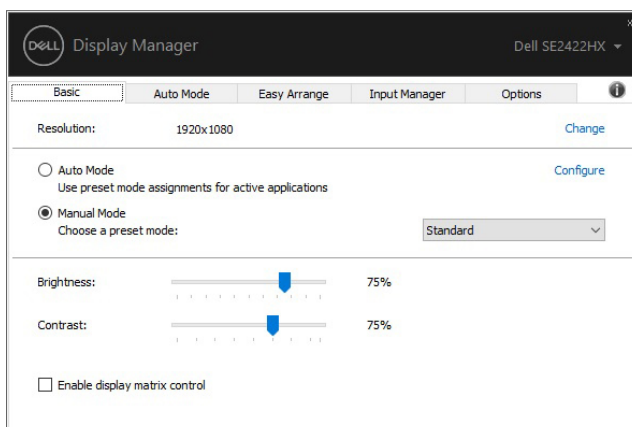 DELL Display Manager Dell SE2422HX
Basic Auto Mode Easy Arrange Input Manager Options
Resolution: 1920x1080 Change
Auto Mode Configure
Use preset mode assignments for active applications
Manual Mode
Choose a preset mode: Standard
Brightness: 75%
Contrast: 75%
Enable display matrix control